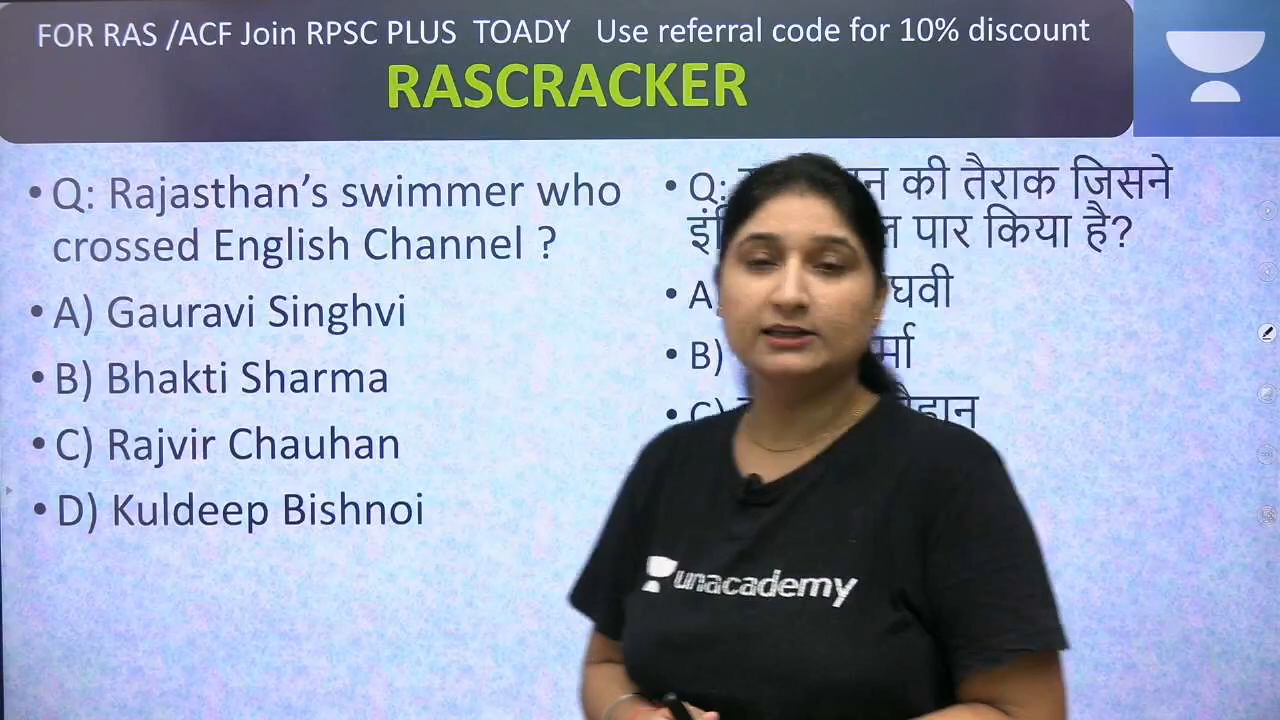 FOR RAS /ACF Join RPSC PLUS  TOADY   Use referral code for 10% discount
RASCRACKER
• Q: Rajasthan's swimmer who
crossed English Channel ?
• A) Gauravi Singhvi
• B) Bhakti Sharma
• C) Rajvir Chauhan
• D) Kuldeep Bishnoi
• Q: की तैराक जिसने
पार किया है?
• A
• B)
• C)
unacademy